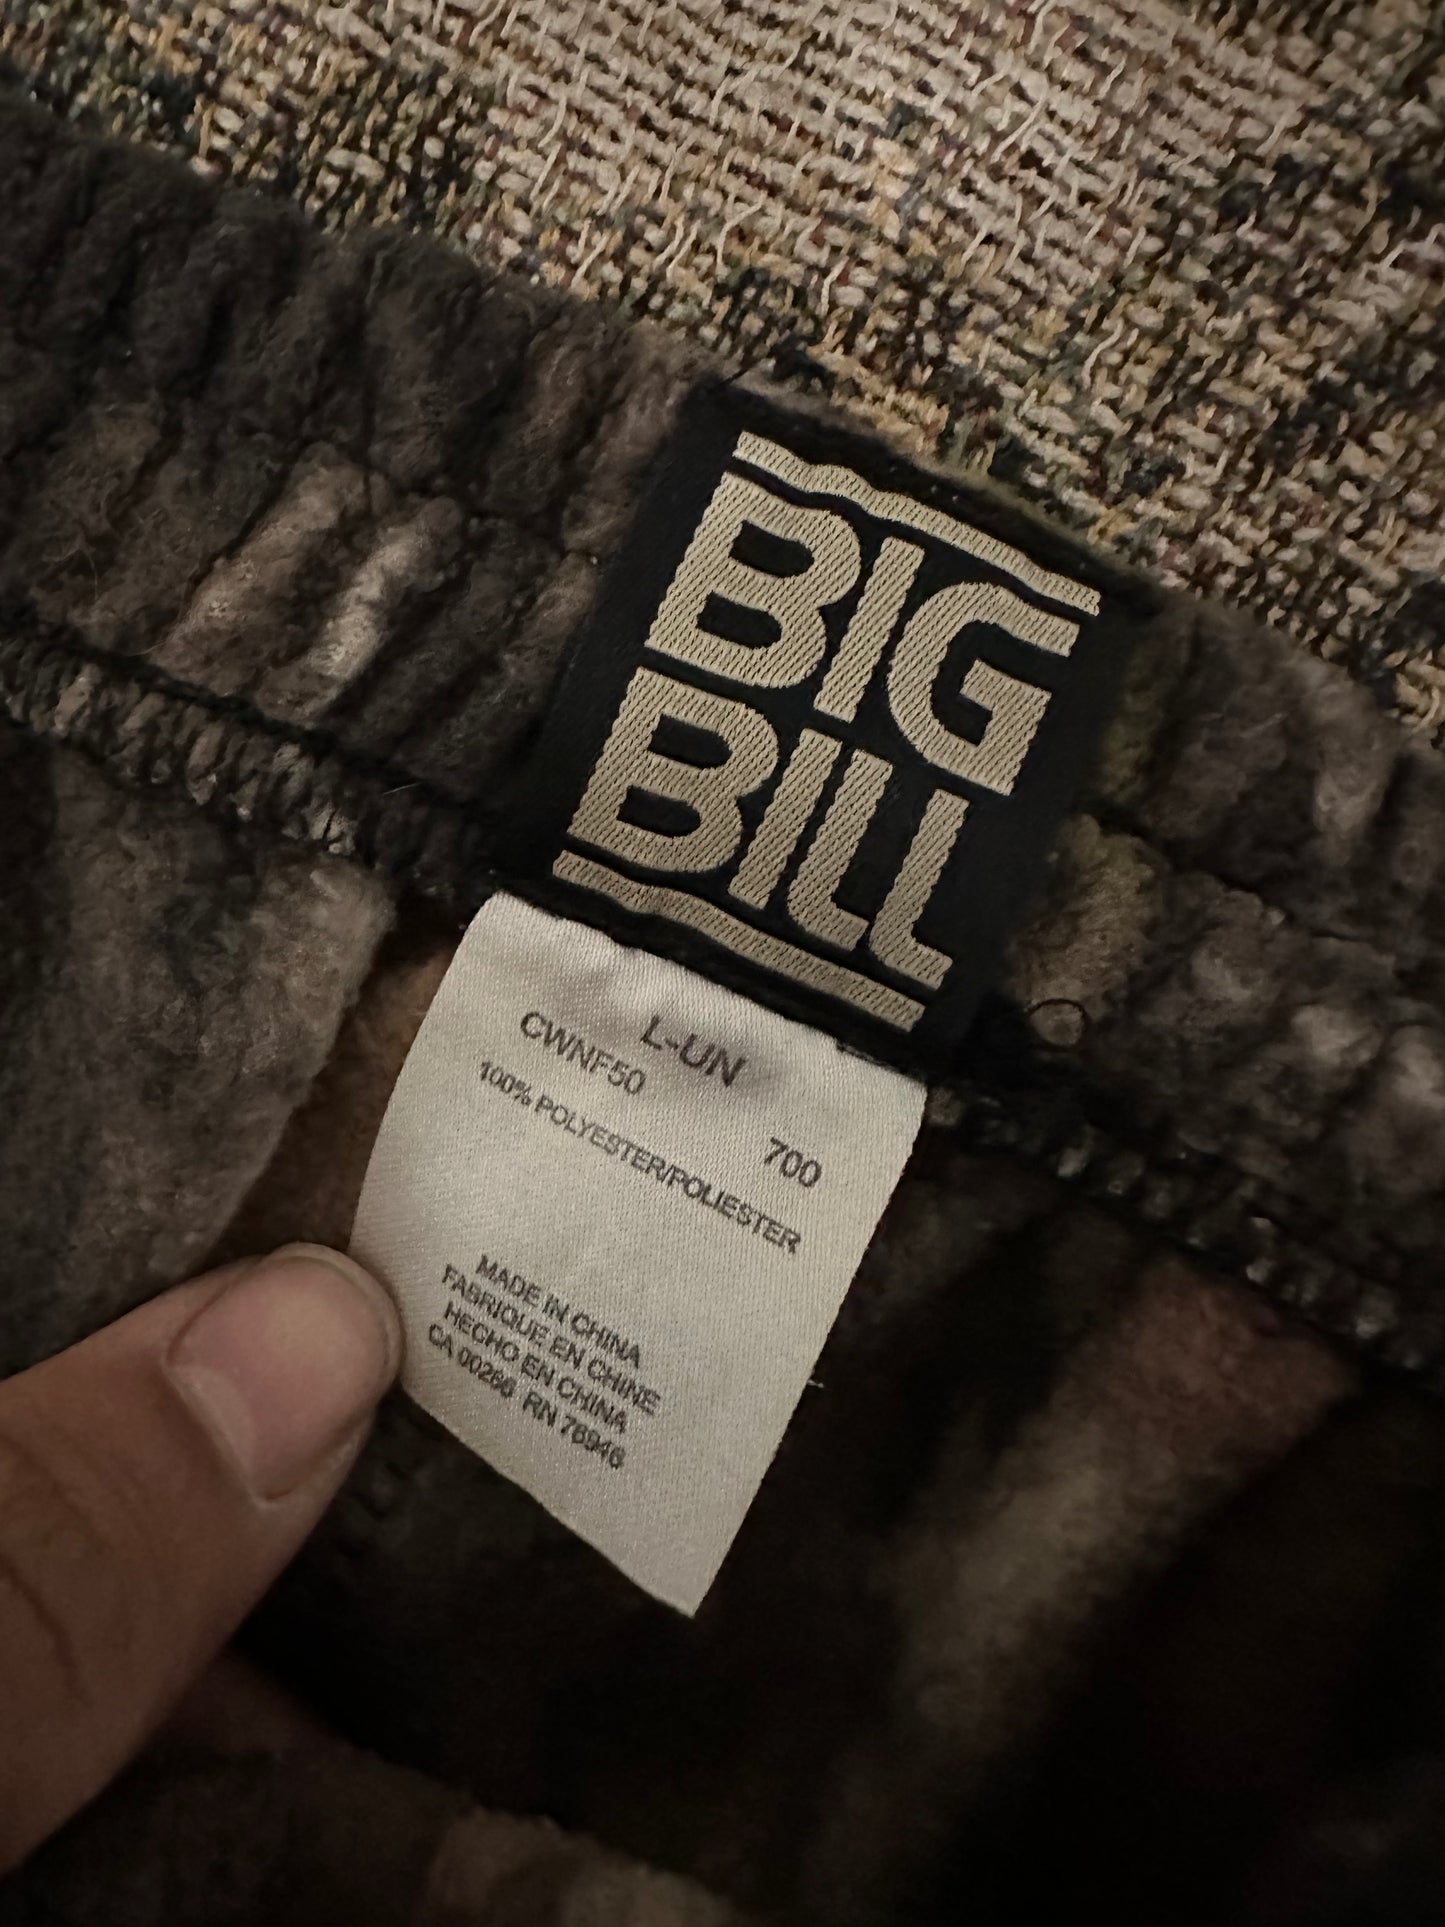 BIG
BILL
L-UN
CWNF50 700
100% POLYESTER/POLIESTER
MADE IN CHINA
FABRIQUE EN CHINE
HECHO EN CHINA
CA 00266 RN 76946